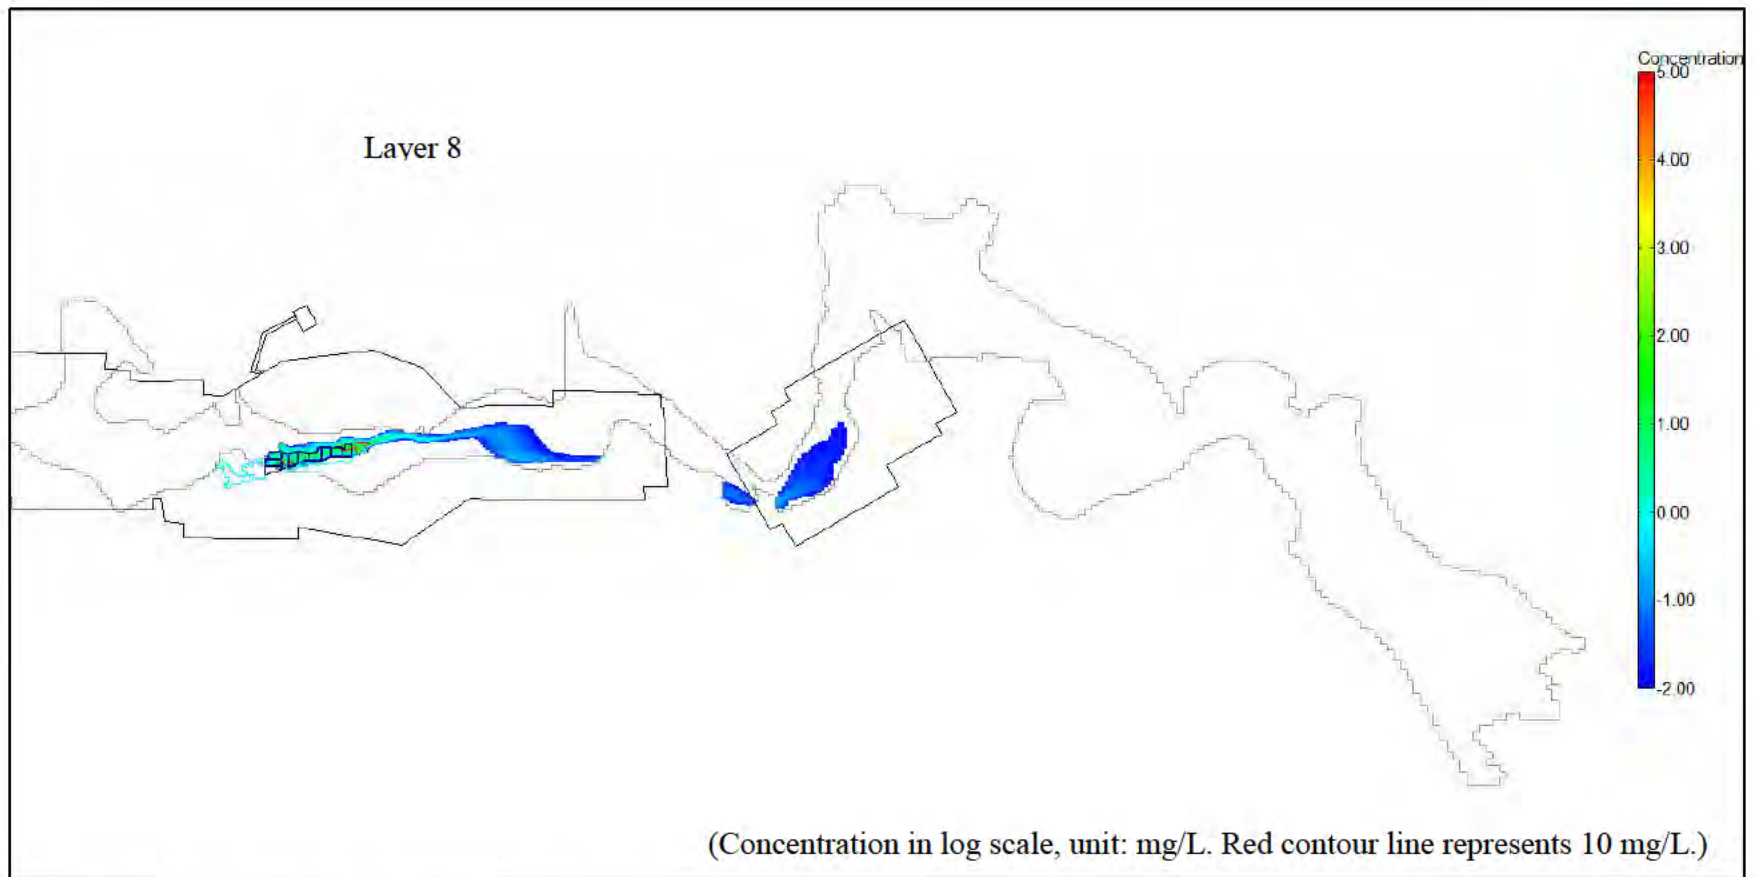 Concentration
5.00
Layer 8
4.00
3.00
2.00
1.00
0.00
-1.00
-2.00
(Concentration in log scale, unit: mg/L. Red contour line represents 10 mg/L.)